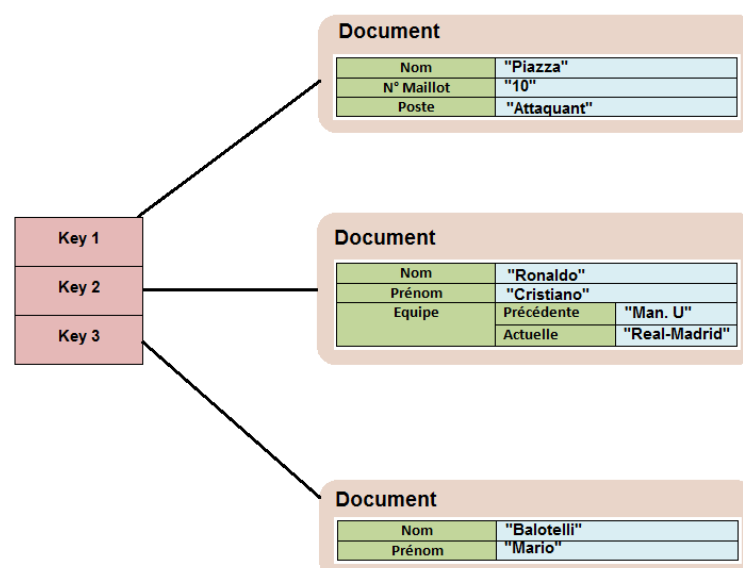 Document
Nom "Piazza"
N° Maillot "10"
Poste "Attaquant"
Key 1
Key 2
Key 3
Document
Nom "Ronaldo"
Prénom "Cristiano"
Equipe Précédente "Man. U"
Actuelle "Real-Madrid"
Document
Nom "Balotelli"
Prénom "Mario"